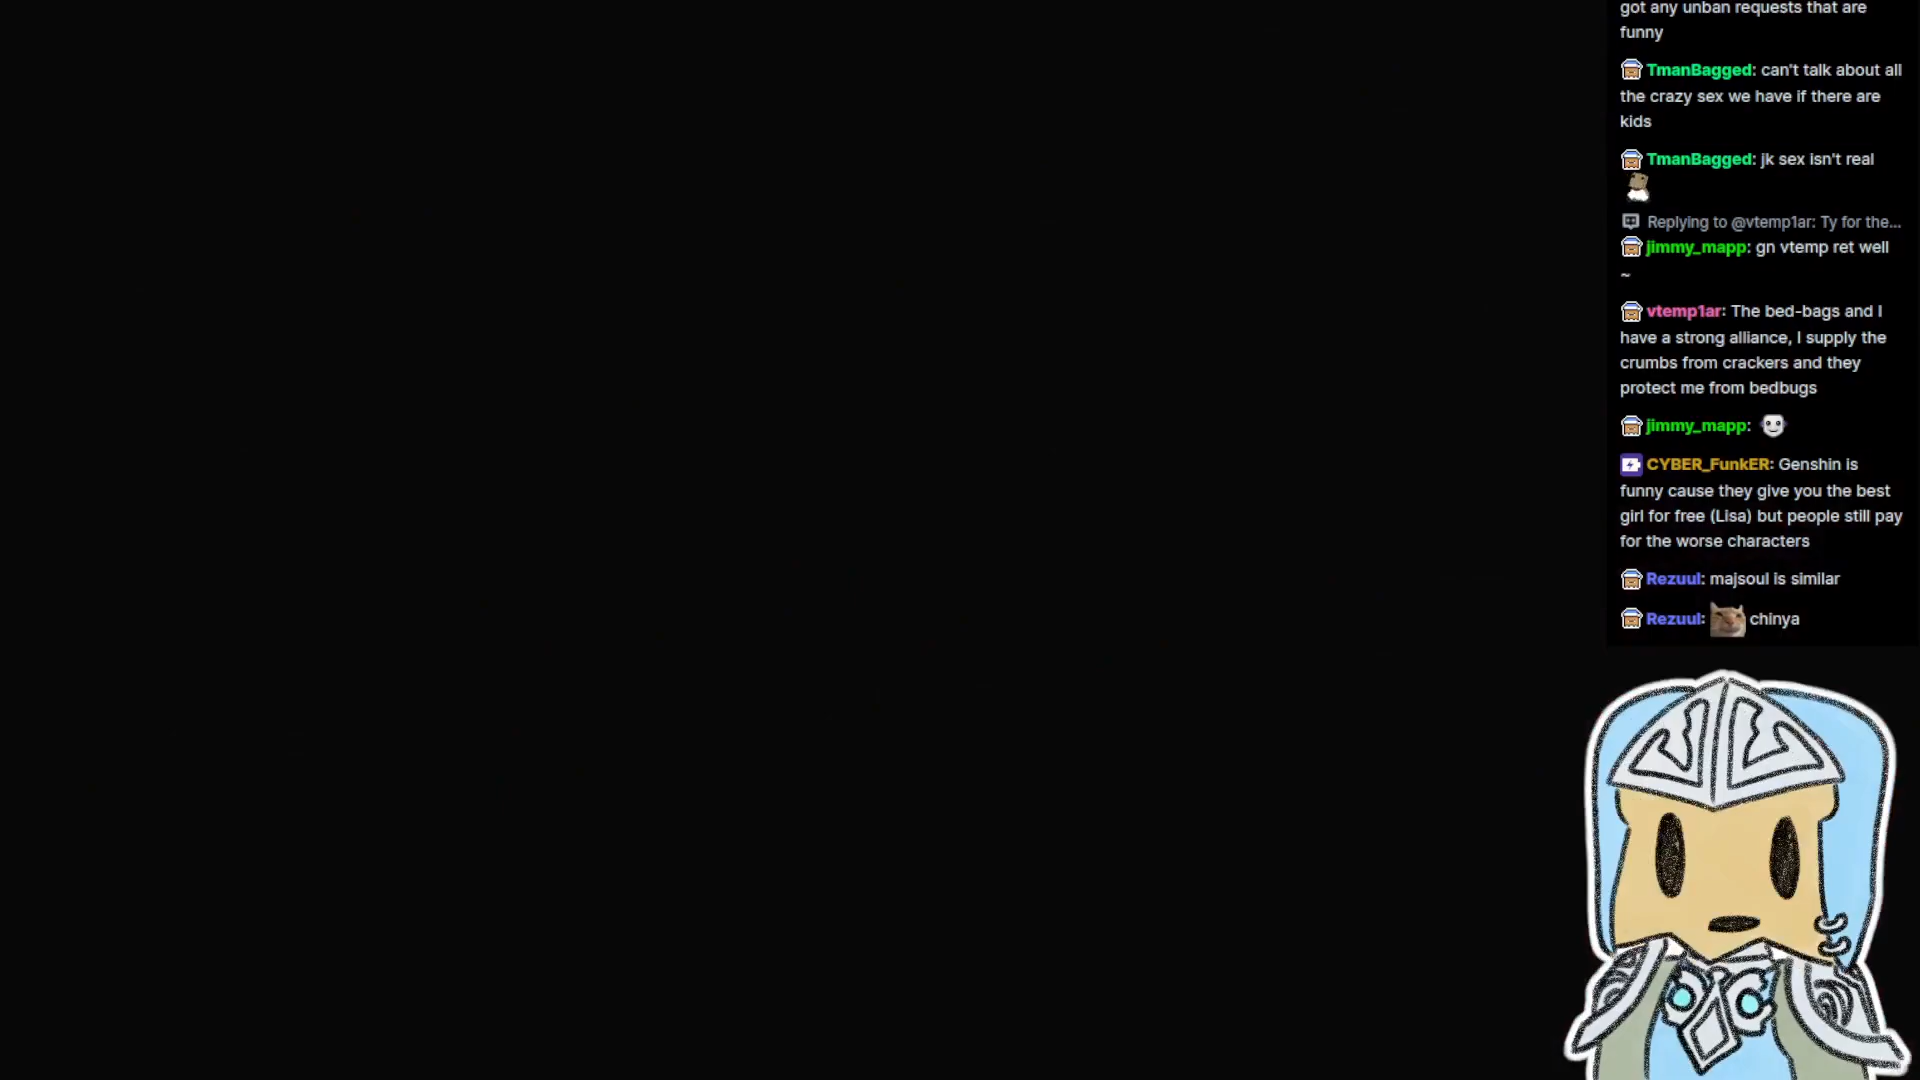 got any unban requests that are
funny
TmanBagged: can't talk about all
the crazy sex we have if there are
kids
TmanBagged: jk sex isn't real
Replying to @vtemp1ar: Ty for the...
jimmy_mapp: gn vtemp ret well
~
vtemp1ar: The bed-bags and I
have a strong alliance, I supply the
crumbs from crackers and they
protect me from bedbugs
jimmy_mapp:
CYBER_FunkER: Genshin is
funny cause they give you the best
girl for free (Lisa) but people still pay
for the worse characters
Rezuul: majsoul is similar
Rezuul: chinya